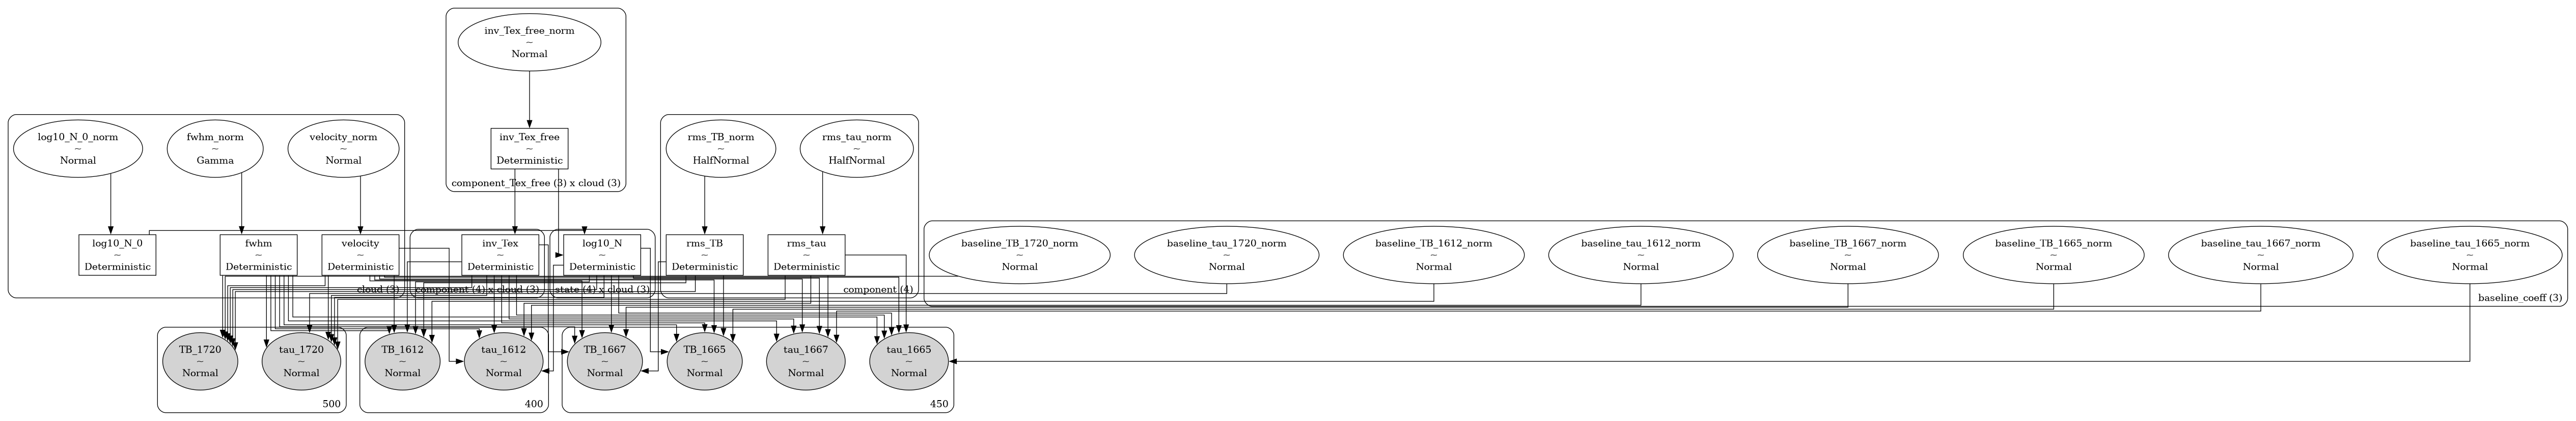 inv_Tex_free_norm
~
Normal
inv_Tex_free
~
Deterministic
component_Tex_free (3) x cloud (3)
log10_N_0_norm
~
Normal
fwhm_norm
~
Gamma
velocity_norm
~
Normal
log10_N_0
~
Deterministic
fwhm
~
Deterministic
velocity
~
Deterministic
cloud (3)
inv_Tex
~
Deterministic
component (4) x cloud (3)
log10_N
~
Deterministic
state (4) x cloud (3)
rms_TB_norm
~
HalfNormal
rms_tau_norm
~
HalfNormal
rms_TB
~
Deterministic
rms_tau
~
Deterministic
component (4)
baseline_TB_1720_norm
~
Normal
baseline_tau_1720_norm
~
Normal
baseline_TB_1612_norm
~
Normal
baseline_tau_1612_norm
~
Normal
baseline_TB_1667_norm
~
Normal
baseline_TB_1665_norm
~
Normal
baseline_tau_1667_norm
~
Normal
baseline_tau_1665_norm
~
Normal
baseline_coeff (3)
TB_1720
~
Normal
tau_1720
~
Normal
500
TB_1612
~
Normal
tau_1612
~
Normal
400
TB_1667
~
Normal
TB_1665
~
Normal
tau_1667
~
Normal
tau_1665
~
Normal
450